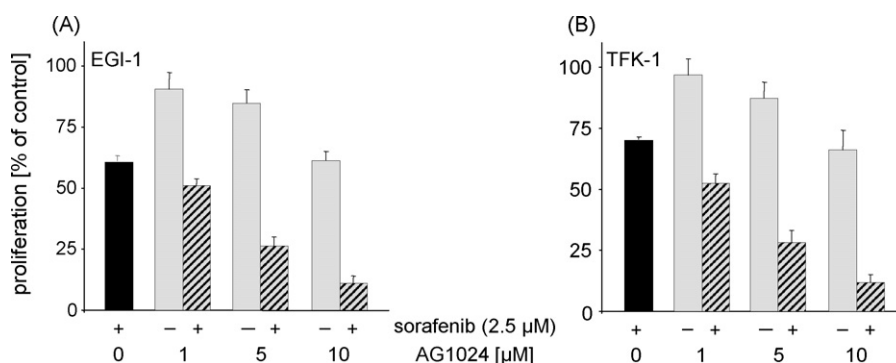 (A) (B)
EGI-1 TFK-1
proliferation [% of control]
100 100
75 75
50 50
25 25
0 0
+ − + − + − + sorafenib (2.5 µM) + − + − + − +
0 1 5 10 AG1024 [µM] 0 1 5 10